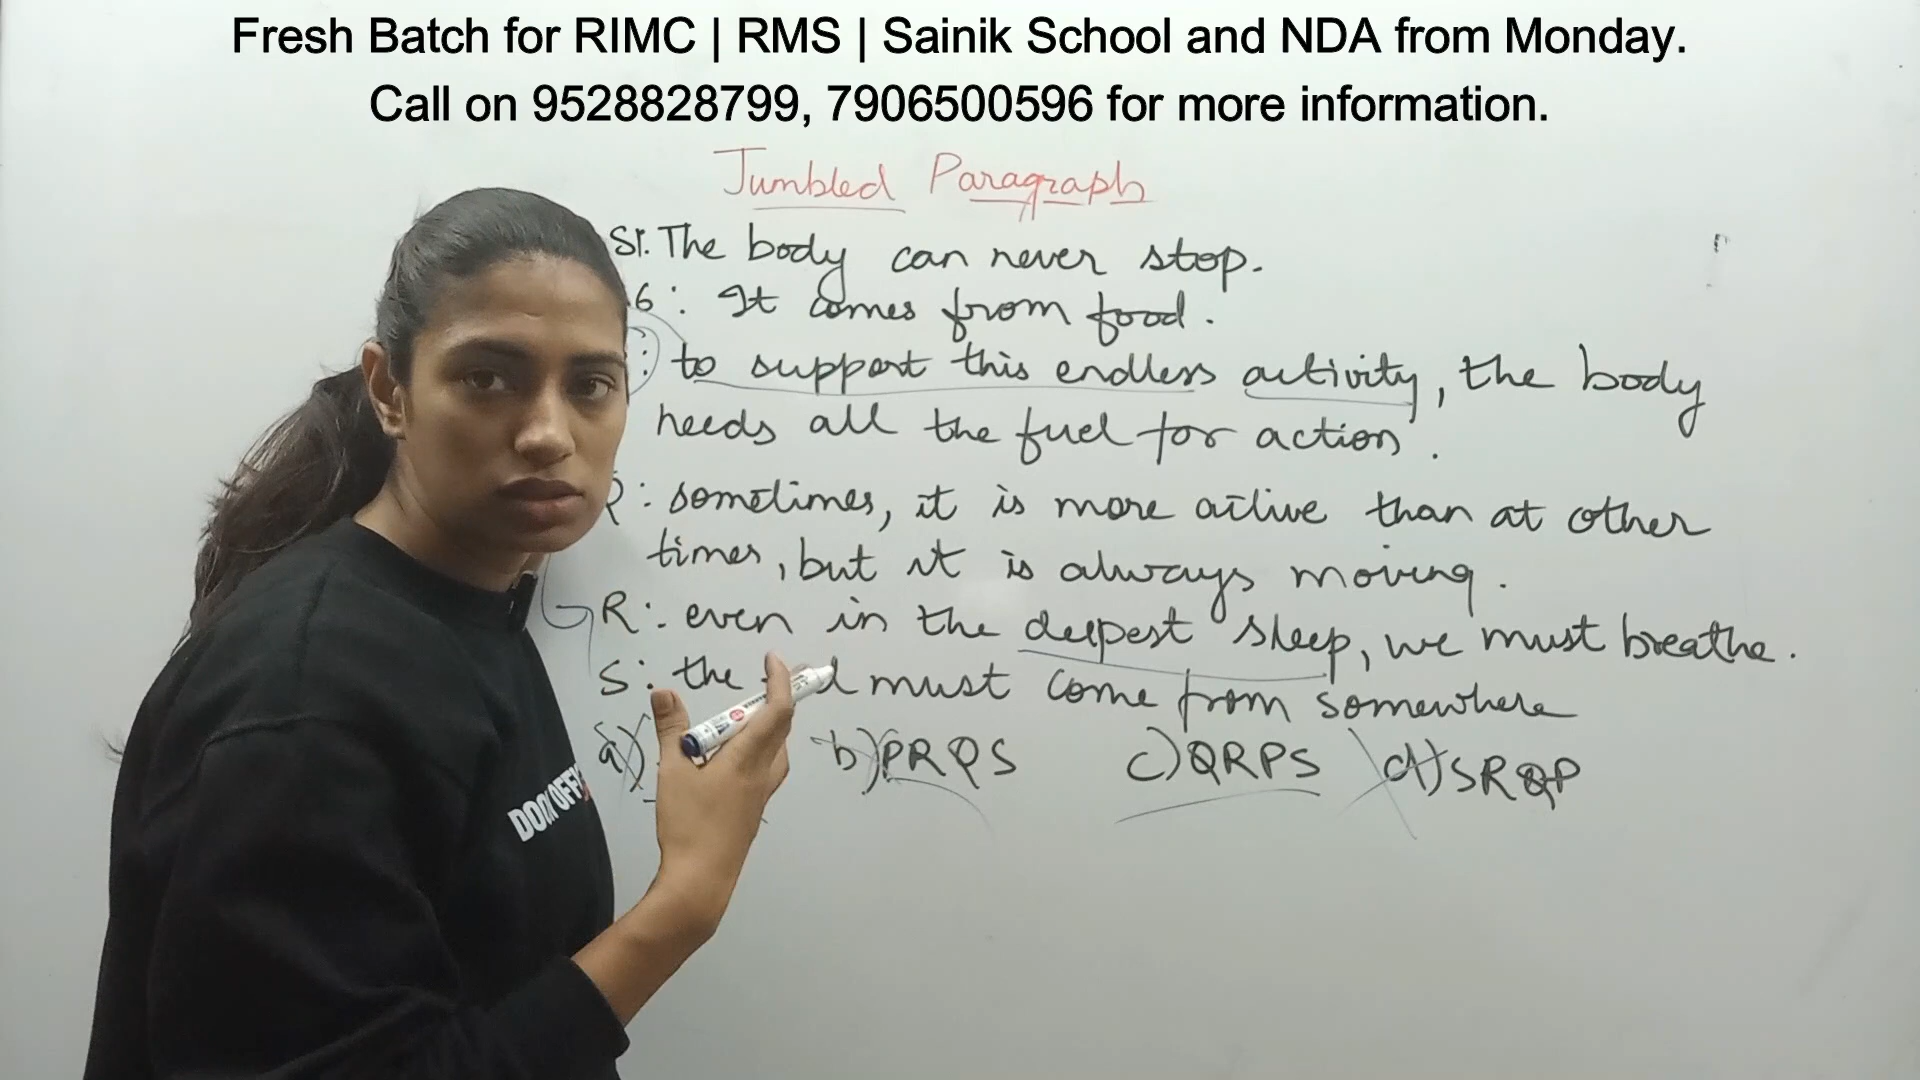 Fresh Batch for RIMC | RMS | Sainik School and NDA from Monday.
Call on 9528828799, 7906500596 for more information.
Jumbled Paragraph
S1. The body can never stop.
6: It comes from food.
: to support this endless activity, the body
needs all the fuel for action.
: sometimes, it is more active than at other
times, but it is always moving.
R: even in the deepest sleep, we must breathe.
S: the must come from somewhere
a) b) PRQS c) QRPS d) SRQP
DON'T OFF